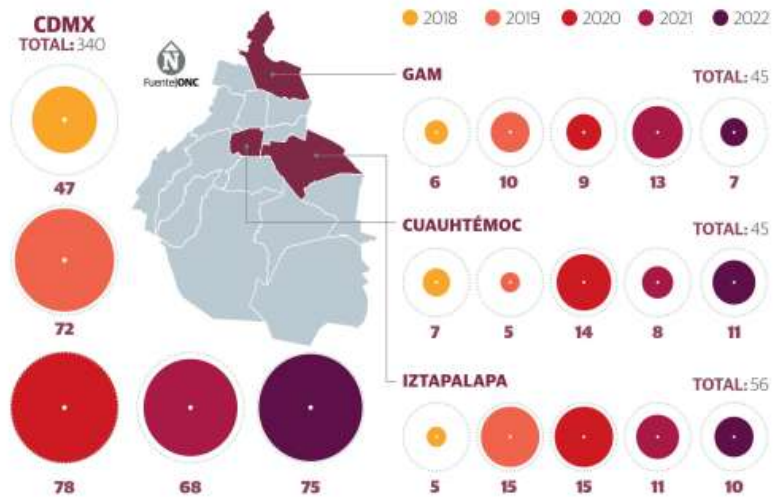 CDMX
TOTAL: 340
N
Fuente|ONC
47
72
78 68 75
2018 2019 2020 2021 2022
GAM TOTAL: 45
6 10 9 13 7
CUAUHTÉMOC TOTAL: 45
7 5 14 8 11
IZTAPALAPA TOTAL: 56
5 15 15 11 10